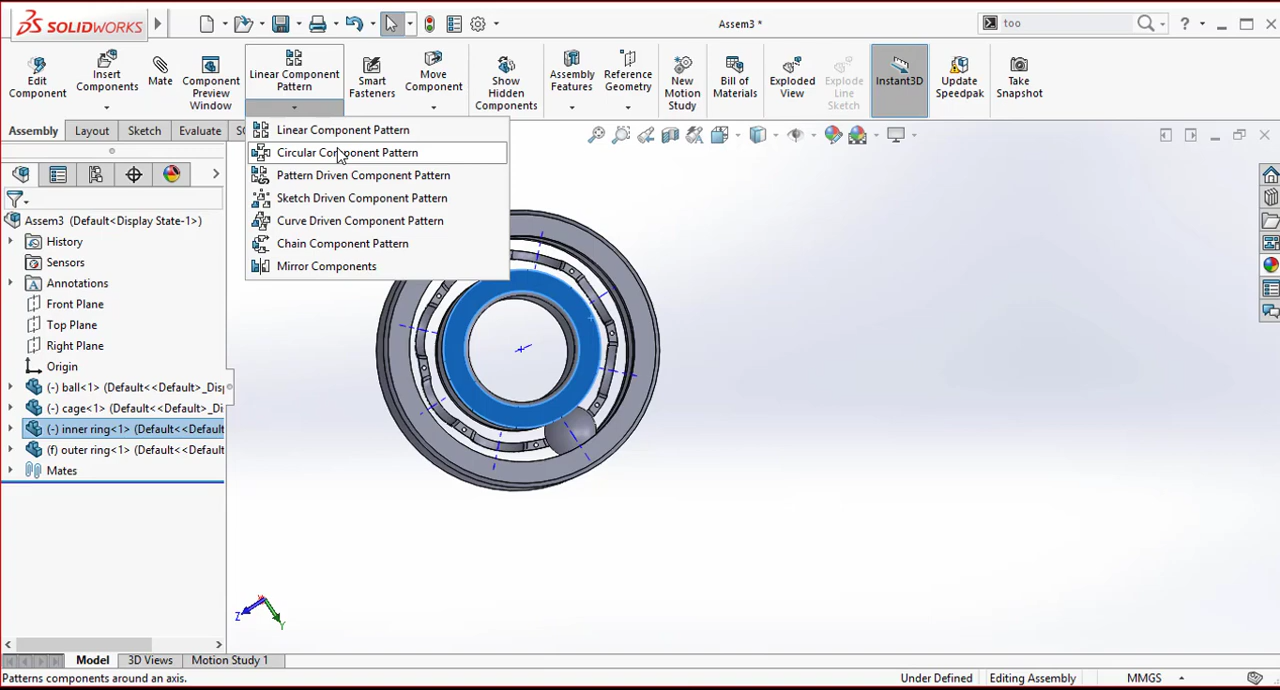 SOLIDWORKS
Assem3 *
too
Edit Component
Insert Components
Mate
Component Preview Window
Linear Component Pattern
Smart Fasteners
Move Component
Show Hidden Components
Assembly Features
Reference Geometry
New Motion Study
Bill of Materials
Exploded View
Explode Line Sketch
Instant3D
Update Speedpak
Take Snapshot
Assembly
Layout
Sketch
Evaluate
SO
Linear Component Pattern
Circular Component Pattern
Pattern Driven Component Pattern
Sketch Driven Component Pattern
Curve Driven Component Pattern
Chain Component Pattern
Mirror Components
Assem3 (Default<Display State-1>)
History
Sensors
Annotations
Front Plane
Top Plane
Right Plane
Origin
(-) ball<1> (Default<<Default>_Disp
(-) cage<1> (Default<<Default>_Di
(-) inner ring<1> (Default<<Default
(f) outer ring<1> (Default<<Default
Mates
Z
Y
Model
3D Views
Motion Study 1
Patterns components around an axis.
Under Defined
Editing Assembly
MMGS